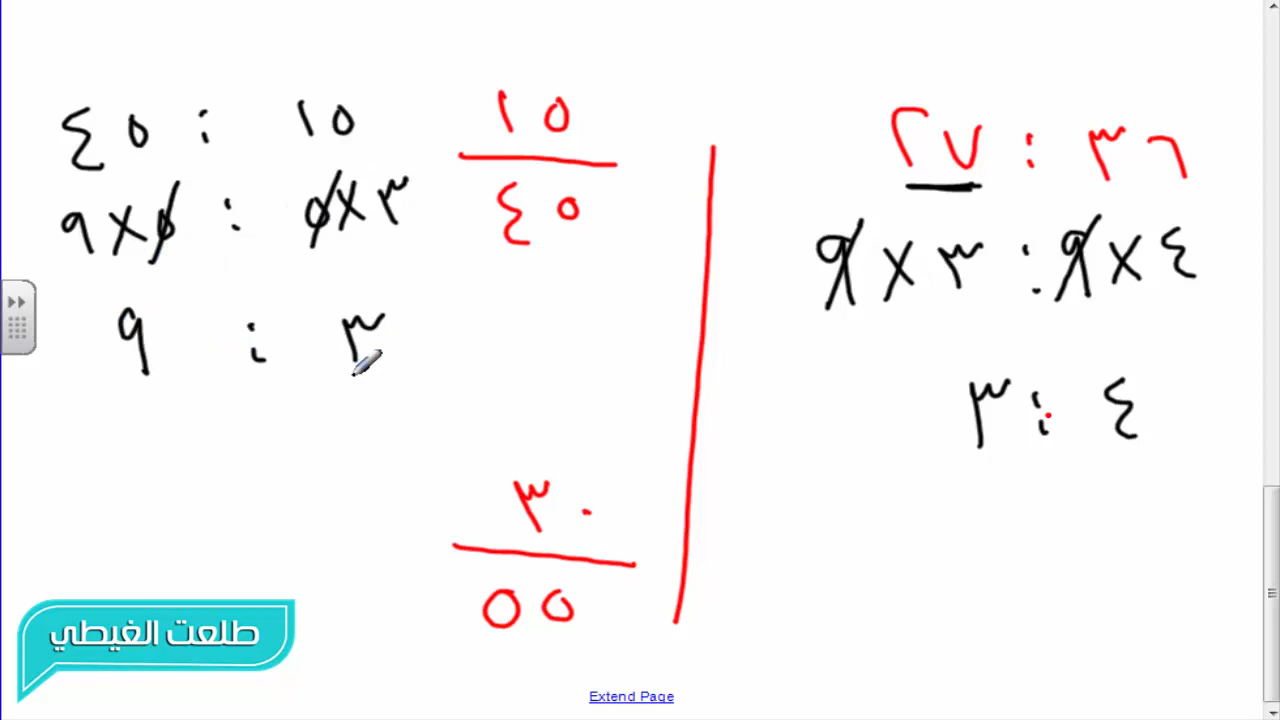 ٢٧ : ٣٦
٩ × ٣ : ٩ × ٤
٣ : ٤
١٥
٤٥
٤٥ : ١٥
٩ × ٥ : ٥ × ٣
٩ : ٣
٣٠
٥٥
طلعت الغيطي
Extend Page